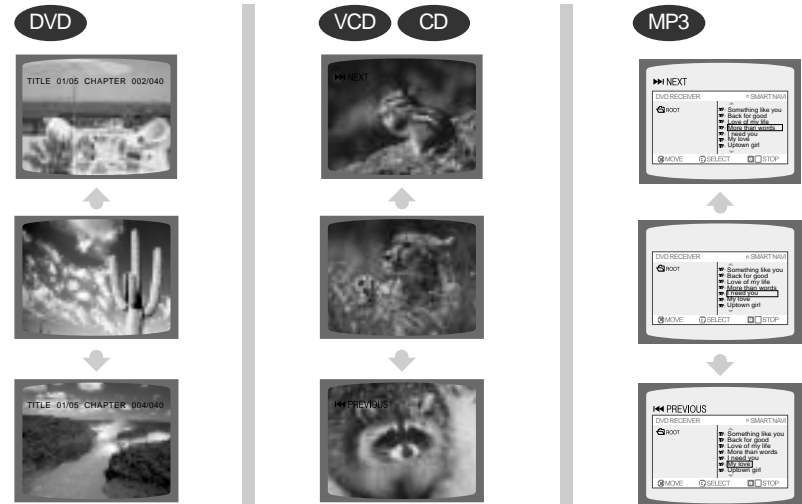 DVD
TITLE 01/05 CHAPTER 002/040
TITLE 01/05 CHAPTER 004/040
VCD CD
NEXT
PREVIOUS
MP3
NEXT
DVD RECEIVER SMART NAVI
ROOT
Something like you
Back for good
Love of my life
More than words
I need you
My love
Uptown girl
MOVE SELECT STOP
DVD RECEIVER SMART NAVI
ROOT
Something like you
Back for good
Love of my life
More than words
I need you
My love
Uptown girl
MOVE SELECT STOP
PREVIOUS
DVD RECEIVER SMART NAVI
ROOT
Something like you
Back for good
Love of my life
More than words
I need you
My love
Uptown girl
MOVE SELECT STOP